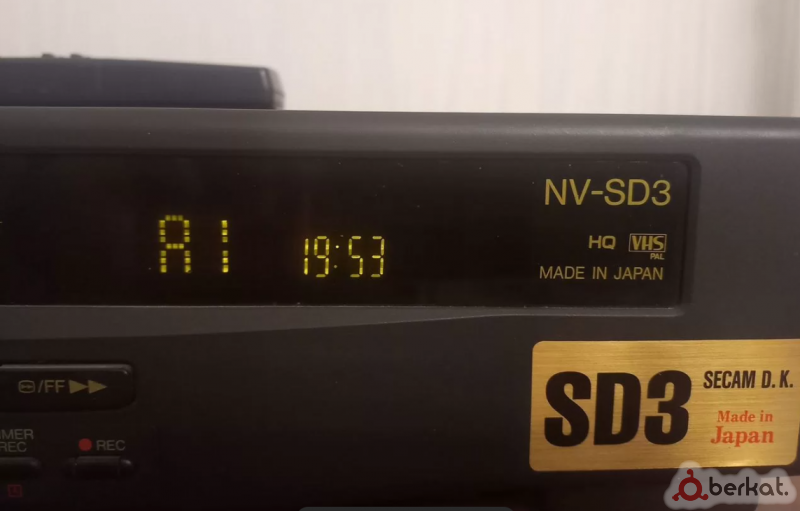 NV-SD3
A1 19:53
HQ VHS
PAL
MADE IN JAPAN
SD3 SECAM D.K.
Made in
Japan
/FF
REC
REC
berkat.